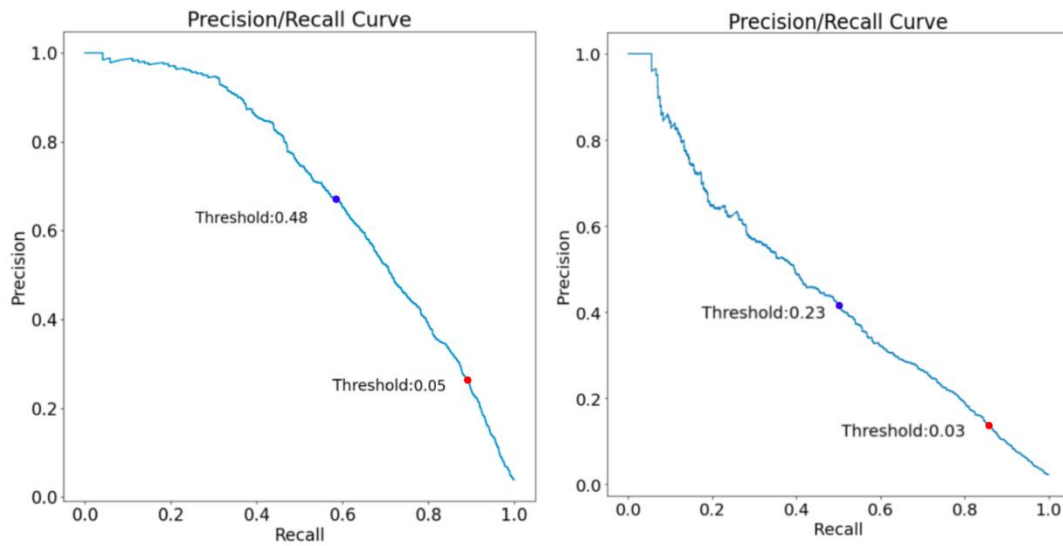 Precision/Recall Curve
1.0
0.8
0.6
0.4
0.2
0.0
Precision
Threshold:0.48
Threshold:0.05
0.0 0.2 0.4 0.6 0.8 1.0
Recall
Precision/Recall Curve
1.0
0.8
0.6
0.4
0.2
0.0
Precision
Threshold:0.23
Threshold:0.03
0.0 0.2 0.4 0.6 0.8 1.0
Recall